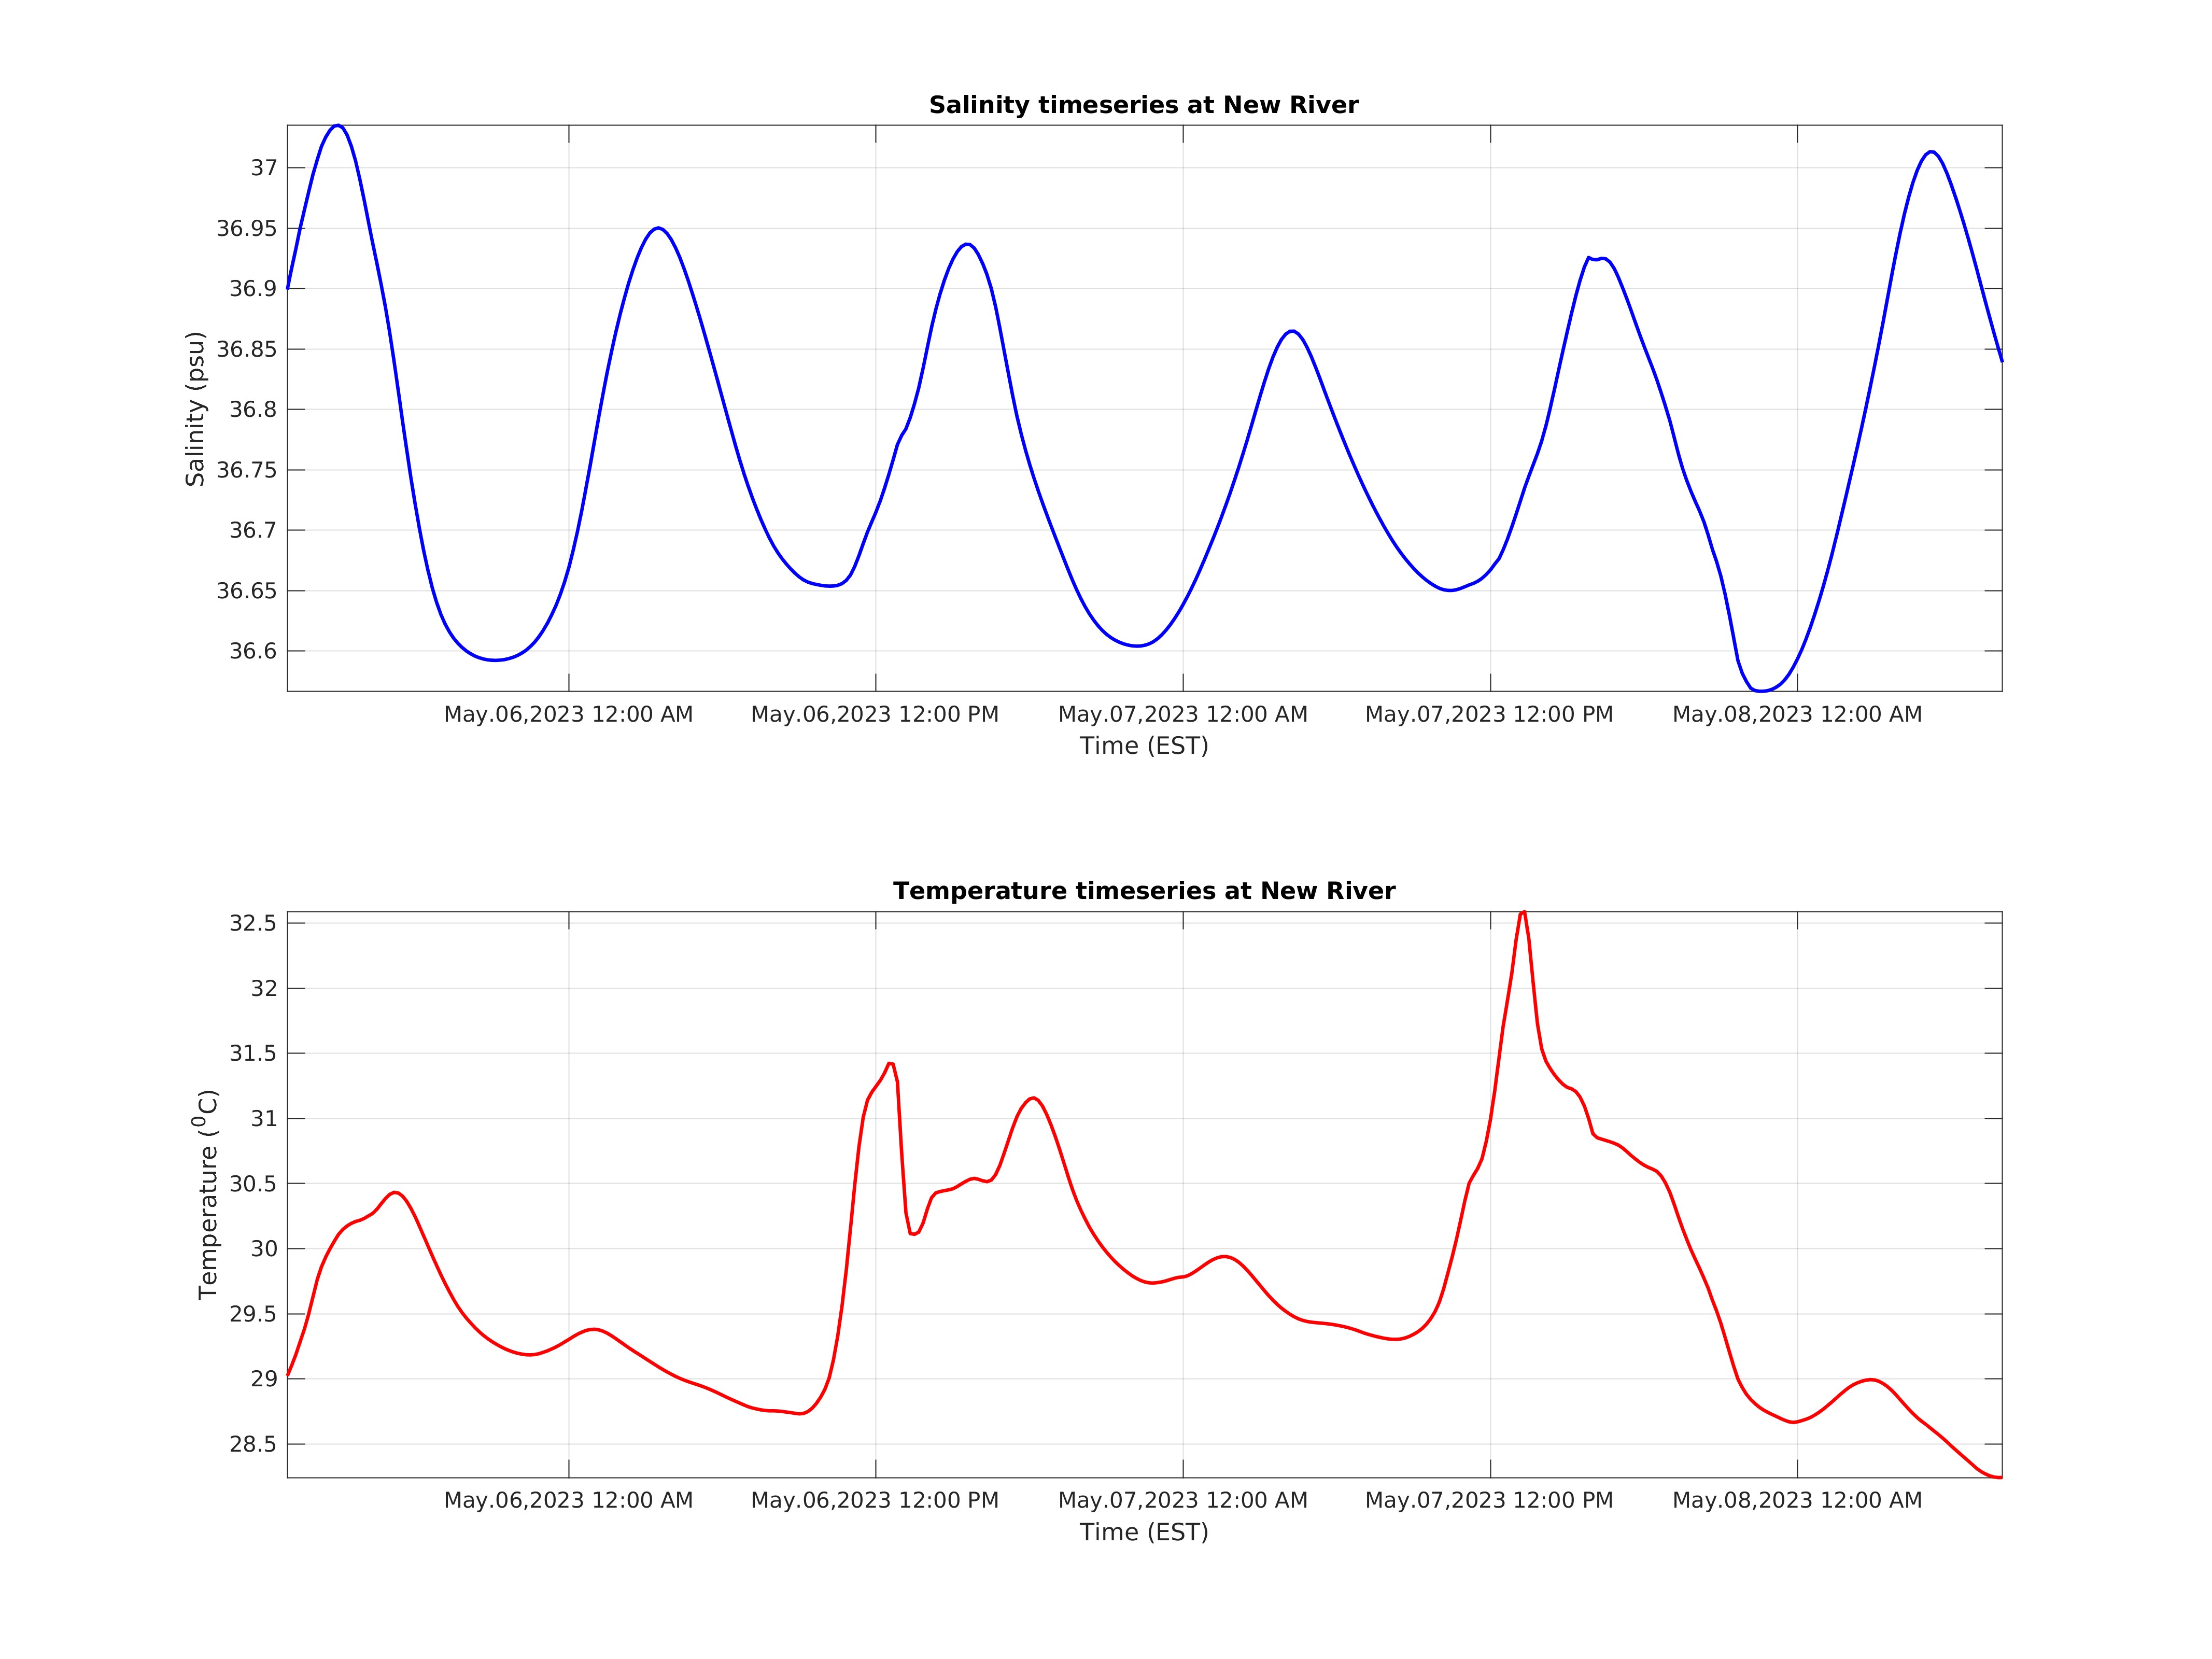 Salinity timeseries at New River
Salinity (psu)
37
36.95
36.9
36.85
36.8
36.75
36.7
36.65
36.6
May.06,2023 12:00 AM May.06,2023 12:00 PM May.07,2023 12:00 AM May.07,2023 12:00 PM May.08,2023 12:00 AM
Time (EST)
Temperature timeseries at New River
Temperature (⁰C)
32.5
32
31.5
31
30.5
30
29.5
29
28.5
May.06,2023 12:00 AM May.06,2023 12:00 PM May.07,2023 12:00 AM May.07,2023 12:00 PM May.08,2023 12:00 AM
Time (EST)